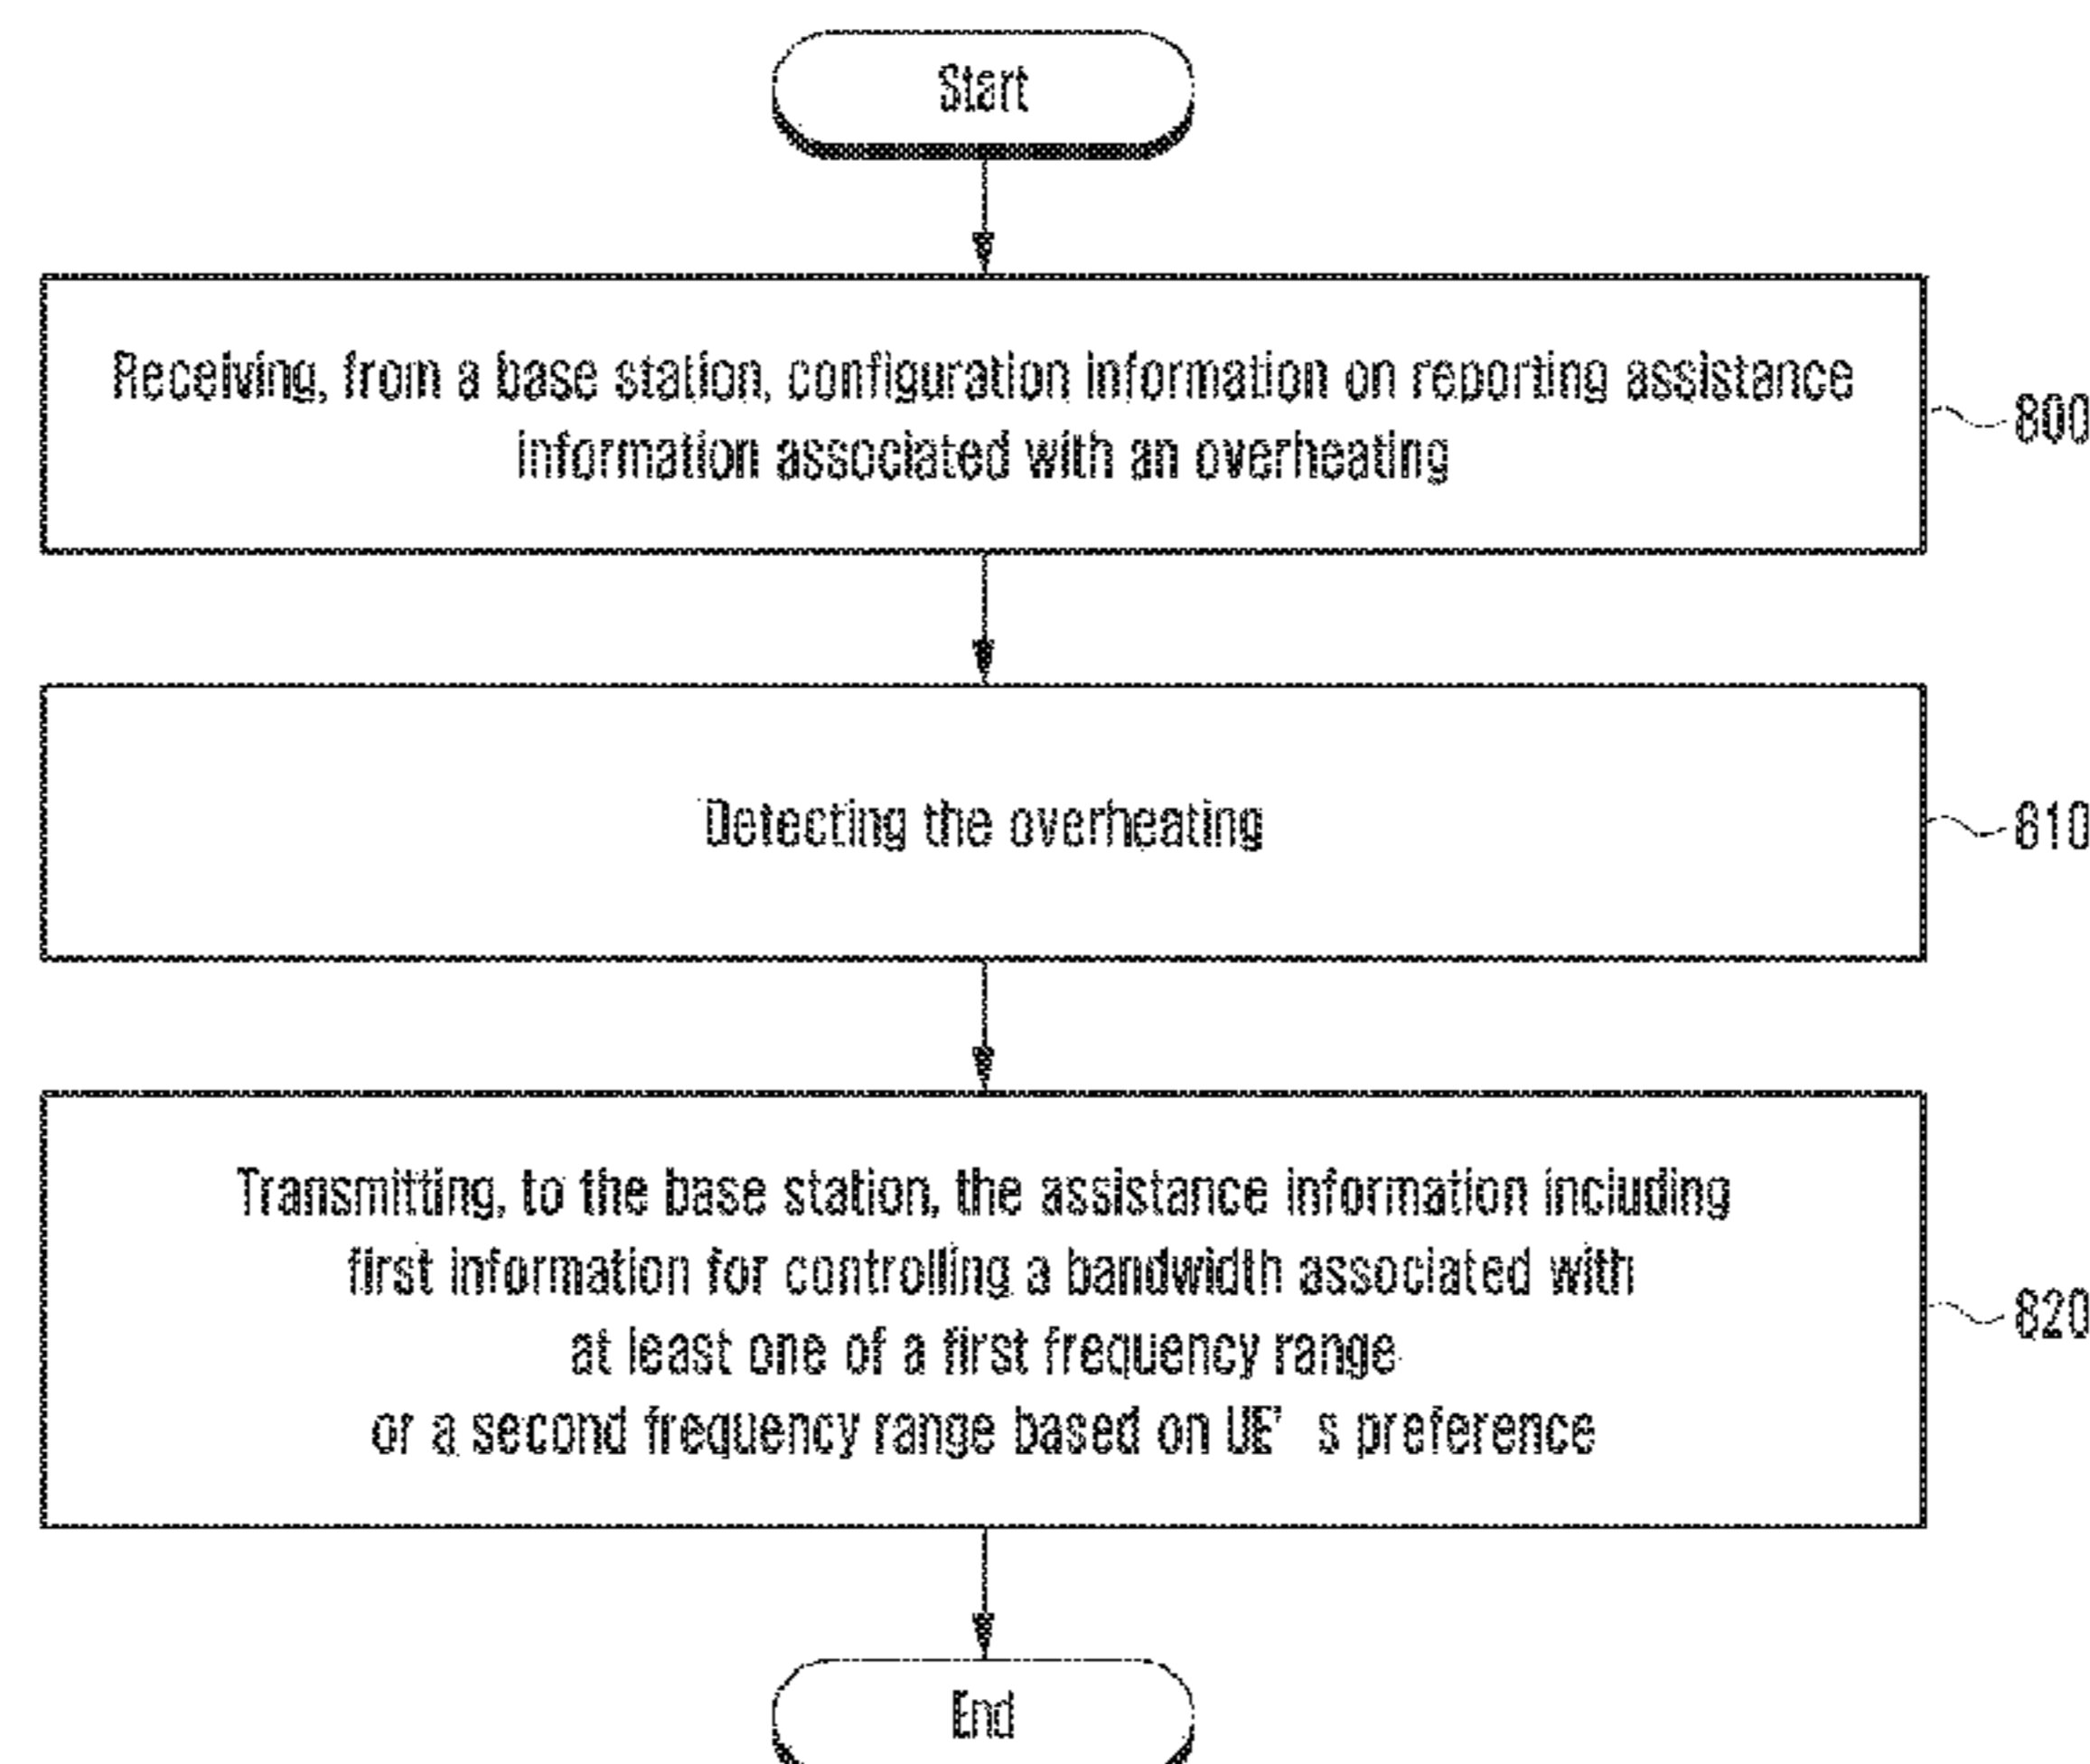 Start
Receiving, from a base station, configuration information on reporting assistance
information associated with an overheating
800
Detecting the overheating
810
Transmitting, to the base station, the assistance information including
first information for controlling a bandwidth associated with
at least one of a first frequency range
or a second frequency range based on UE's preference
820
End